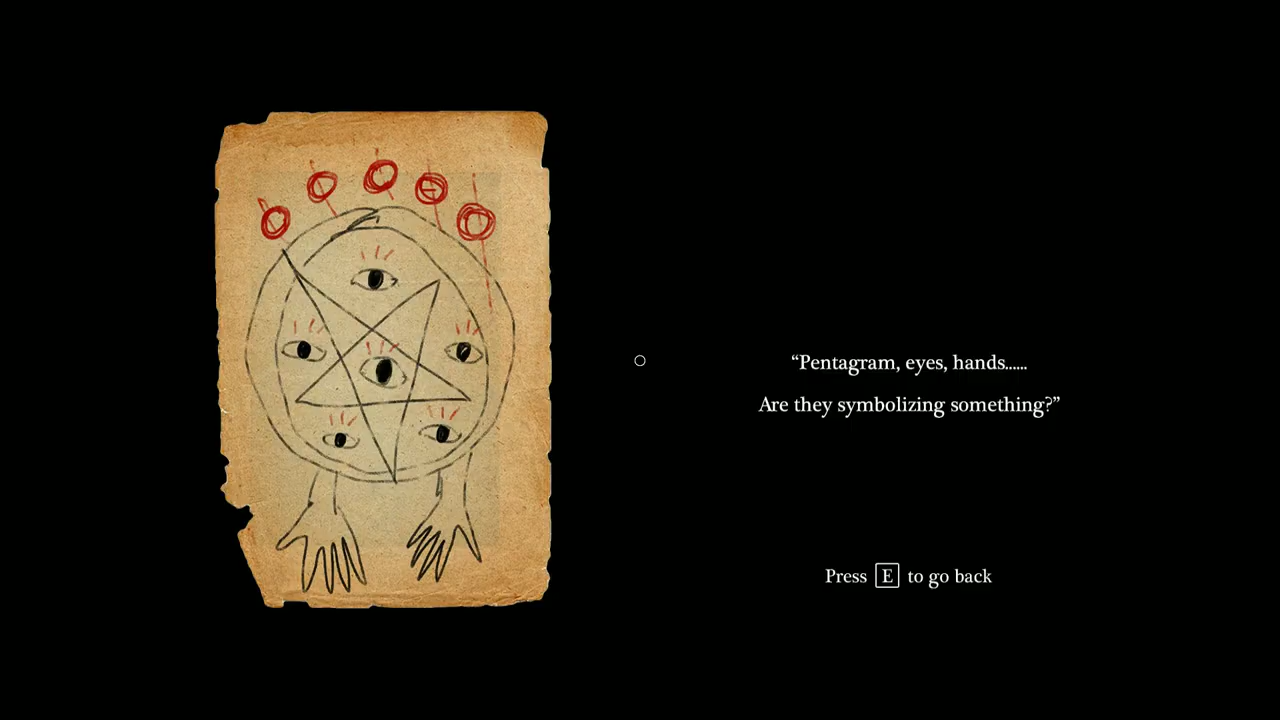 “Pentagram, eyes, hands......
Are they symbolizing something?”
Press E to go back